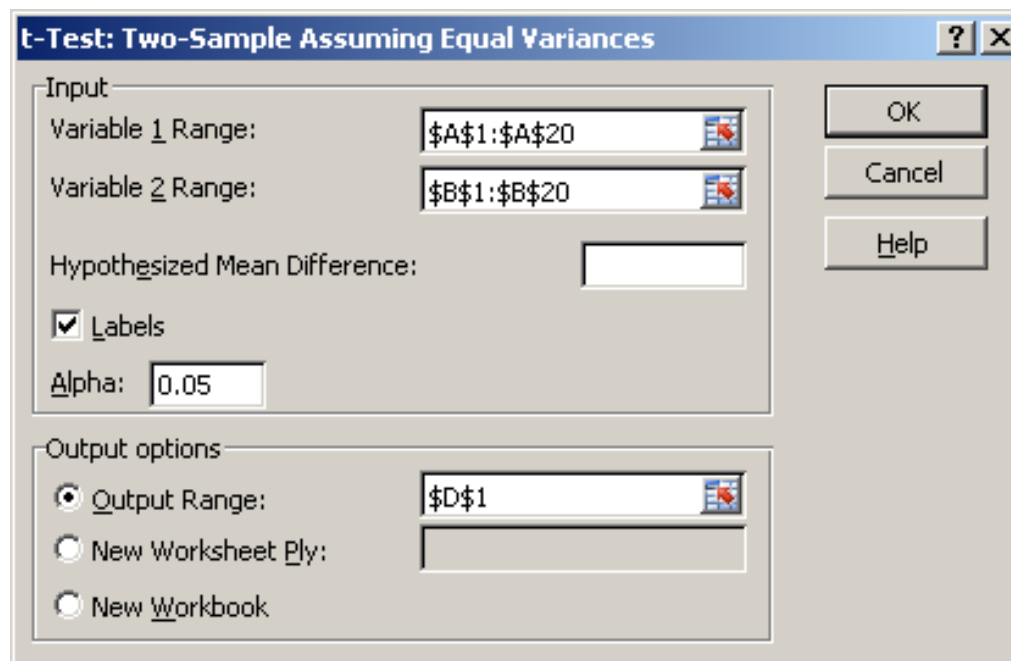 t-Test: Two-Sample Assuming Equal Variances
Input
Variable 1 Range: $A$1:$A$20
Variable 2 Range: $B$1:$B$20
Hypothesized Mean Difference:
Labels
Alpha: 0.05
OK
Cancel
Help
Output options
Output Range: $D$1
New Worksheet Ply:
New Workbook